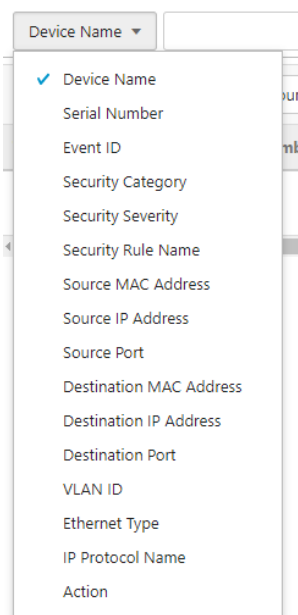 Device Name
Device Name
Serial Number
Event ID
Security Category
Security Severity
Security Rule Name
Source MAC Address
Source IP Address
Source Port
Destination MAC Address
Destination IP Address
Destination Port
VLAN ID
Ethernet Type
IP Protocol Name
Action